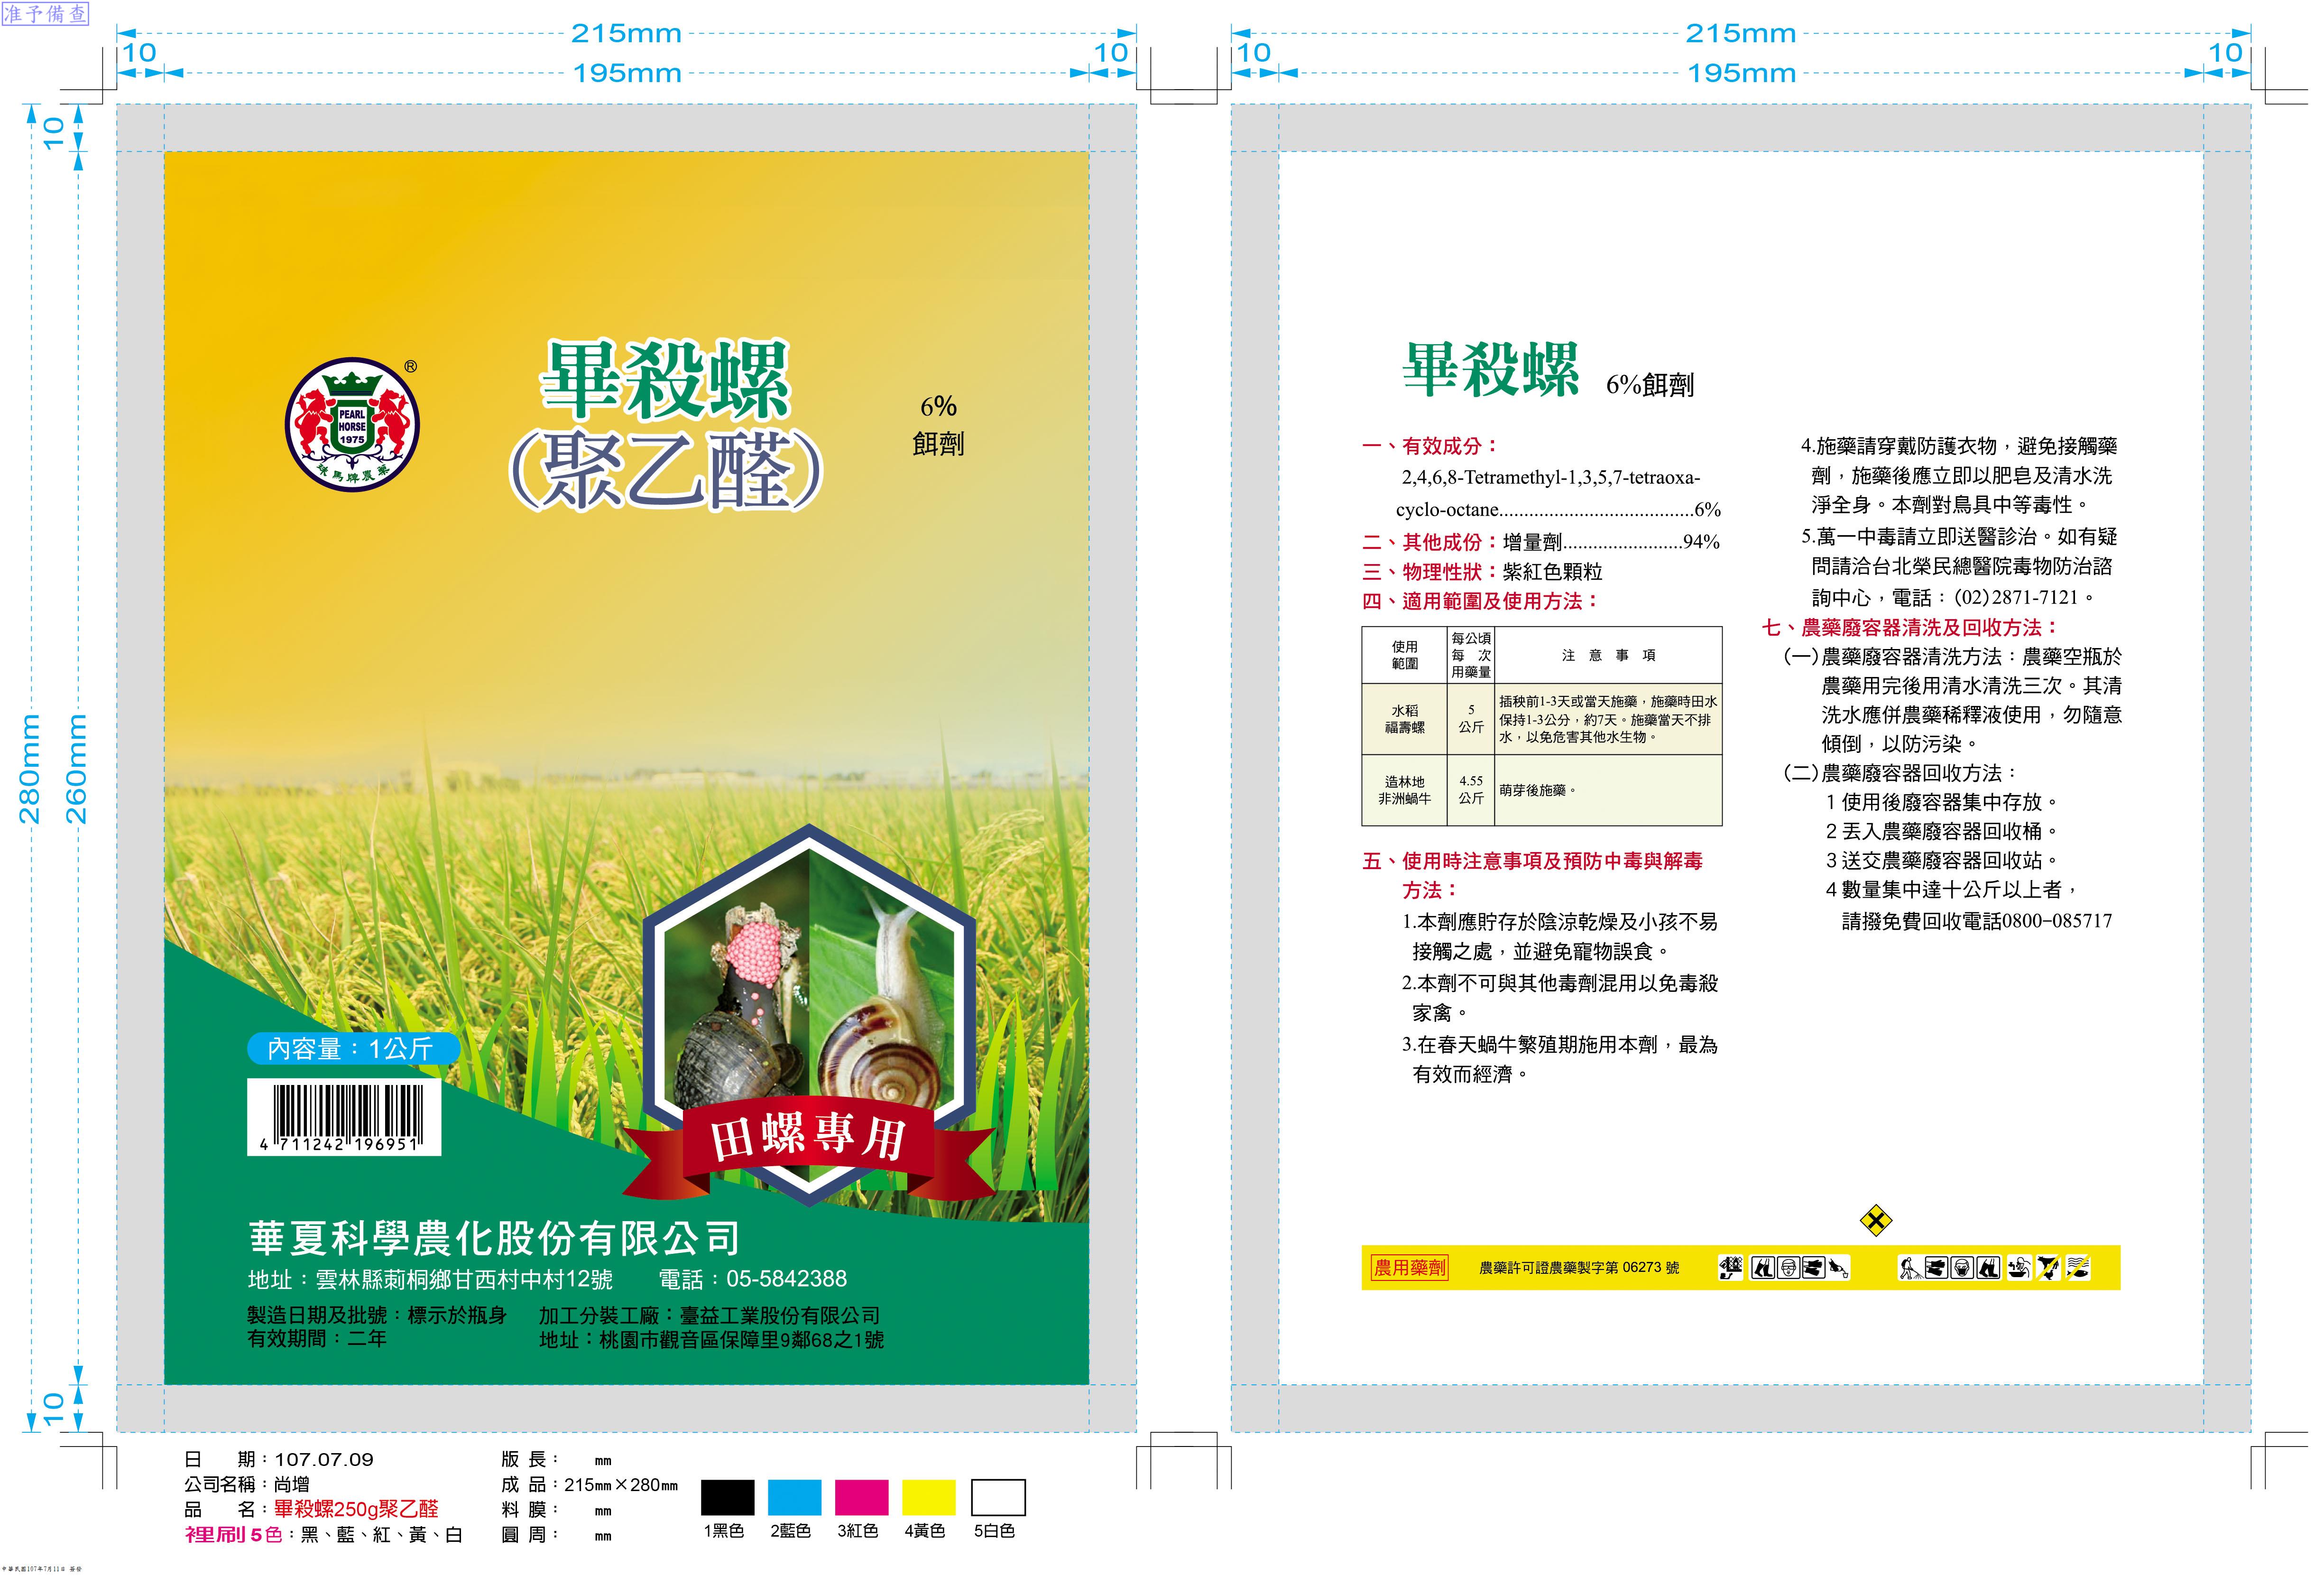 准予備查
215mm
10
10
195mm
215mm
10
10
195mm
10
280mm
260mm
10
®
PEARL
HORSE
1975
珠馬牌農藥
畢殺螺
(聚乙醛)
6%
餌劑
內容量：1公斤
4 711242 196951
田螺專用
華夏科學農化股份有限公司
地址：雲林縣莿桐鄉甘西村中村12號 電話：05-5842388
製造日期及批號：標示於瓶身 加工分裝工廠：臺益工業股份有限公司
有效期間：二年 地址：桃園市觀音區保障里9鄰68之1號
畢殺螺 6%餌劑
一、有效成分：
2,4,6,8-Tetramethyl-1,3,5,7-tetraoxa-
cyclo-octane.......................................6%
二、其他成份：增量劑........................94%
三、物理性狀：紫紅色顆粒
四、適用範圍及使用方法：
使用
範圍
每公頃
每 次
用藥量
注 意 事 項
水稻
福壽螺
5
公斤
插秧前1-3天或當天施藥，施藥時田水
保持1-3公分，約7天。施藥當天不排
水，以免危害其他水生物。
造林地
非洲蝸牛
4.55
公斤
萌芽後施藥。
五、使用時注意事項及預防中毒與解毒
方法：
1.本劑應貯存於陰涼乾燥及小孩不易
接觸之處，並避免寵物誤食。
2.本劑不可與其他毒劑混用以免毒殺
家禽。
3.在春天蝸牛繁殖期施用本劑，最為
有效而經濟。
4.施藥請穿戴防護衣物，避免接觸藥
劑，施藥後應立即以肥皂及清水洗
淨全身。本劑對鳥具中等毒性。
5.萬一中毒請立即送醫診治。如有疑
問請洽台北榮民總醫院毒物防治諮
詢中心，電話：(02)2871-7121。
七、農藥廢容器清洗及回收方法：
(一)農藥廢容器清洗方法：農藥空瓶於
農藥用完後用清水清洗三次。其清
洗水應併農藥稀釋液使用，勿隨意
傾倒，以防污染。
(二)農藥廢容器回收方法：
1 使用後廢容器集中存放。
2 丟入農藥廢容器回收桶。
3 送交農藥廢容器回收站。
4 數量集中達十公斤以上者，
請撥免費回收電話0800-085717
農用藥劑 農藥許可證農藥製字第 06273 號
日 期：107.07.09
公司名稱：尚增
品 名：畢殺螺250g聚乙醛
裡刷5色：黑、藍、紅、黃、白
版 長： mm
成 品：215mm×280mm
料 膜： mm
圓 周： mm
1黑色 2藍色 3紅色 4黃色 5白色
中華民國107年7月11日 簽發